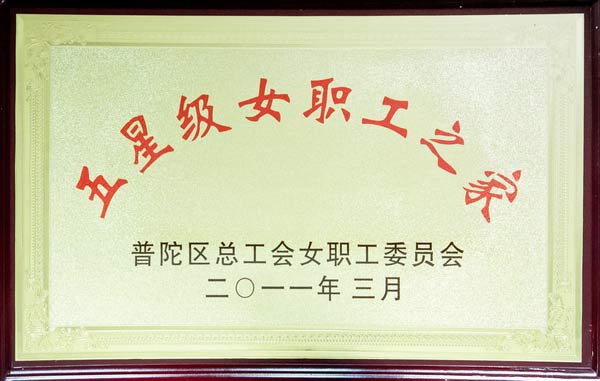 五星级女职工之家
普陀区总工会女职工委员会
二〇一一年 三月